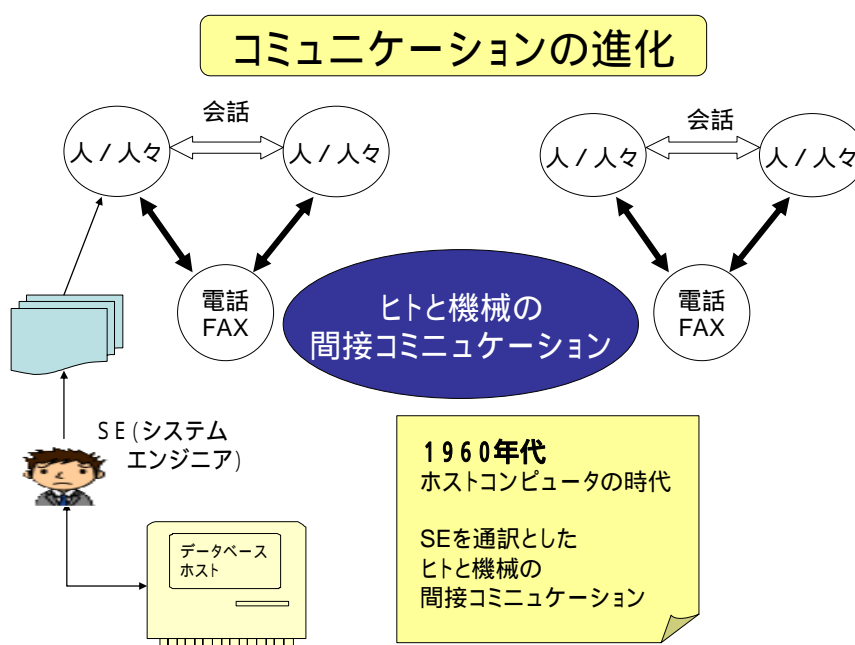 コミュニケーションの進化
会話
人 / 人々
人 / 人々
電話
FAX
会話
人 / 人々
人 / 人々
電話
FAX
ヒトと機械の
間接コミニュケーション
SE(システム
エンジニア)
データベース
ホスト
1960年代
ホストコンピュータの時代
SEを通訳とした
ヒトと機械の
間接コミニュケーション